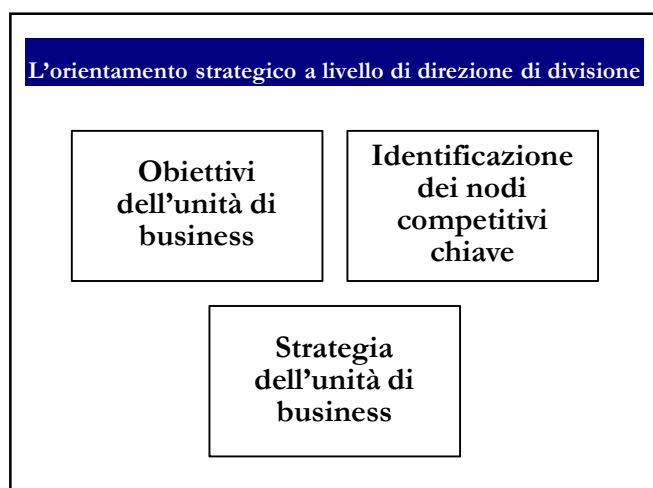 L’orientamento strategico a livello di direzione di divisione
Obiettivi
dell’unità di
business
Identificazione
dei nodi
competitivi
chiave
Strategia
dell’unità di
business